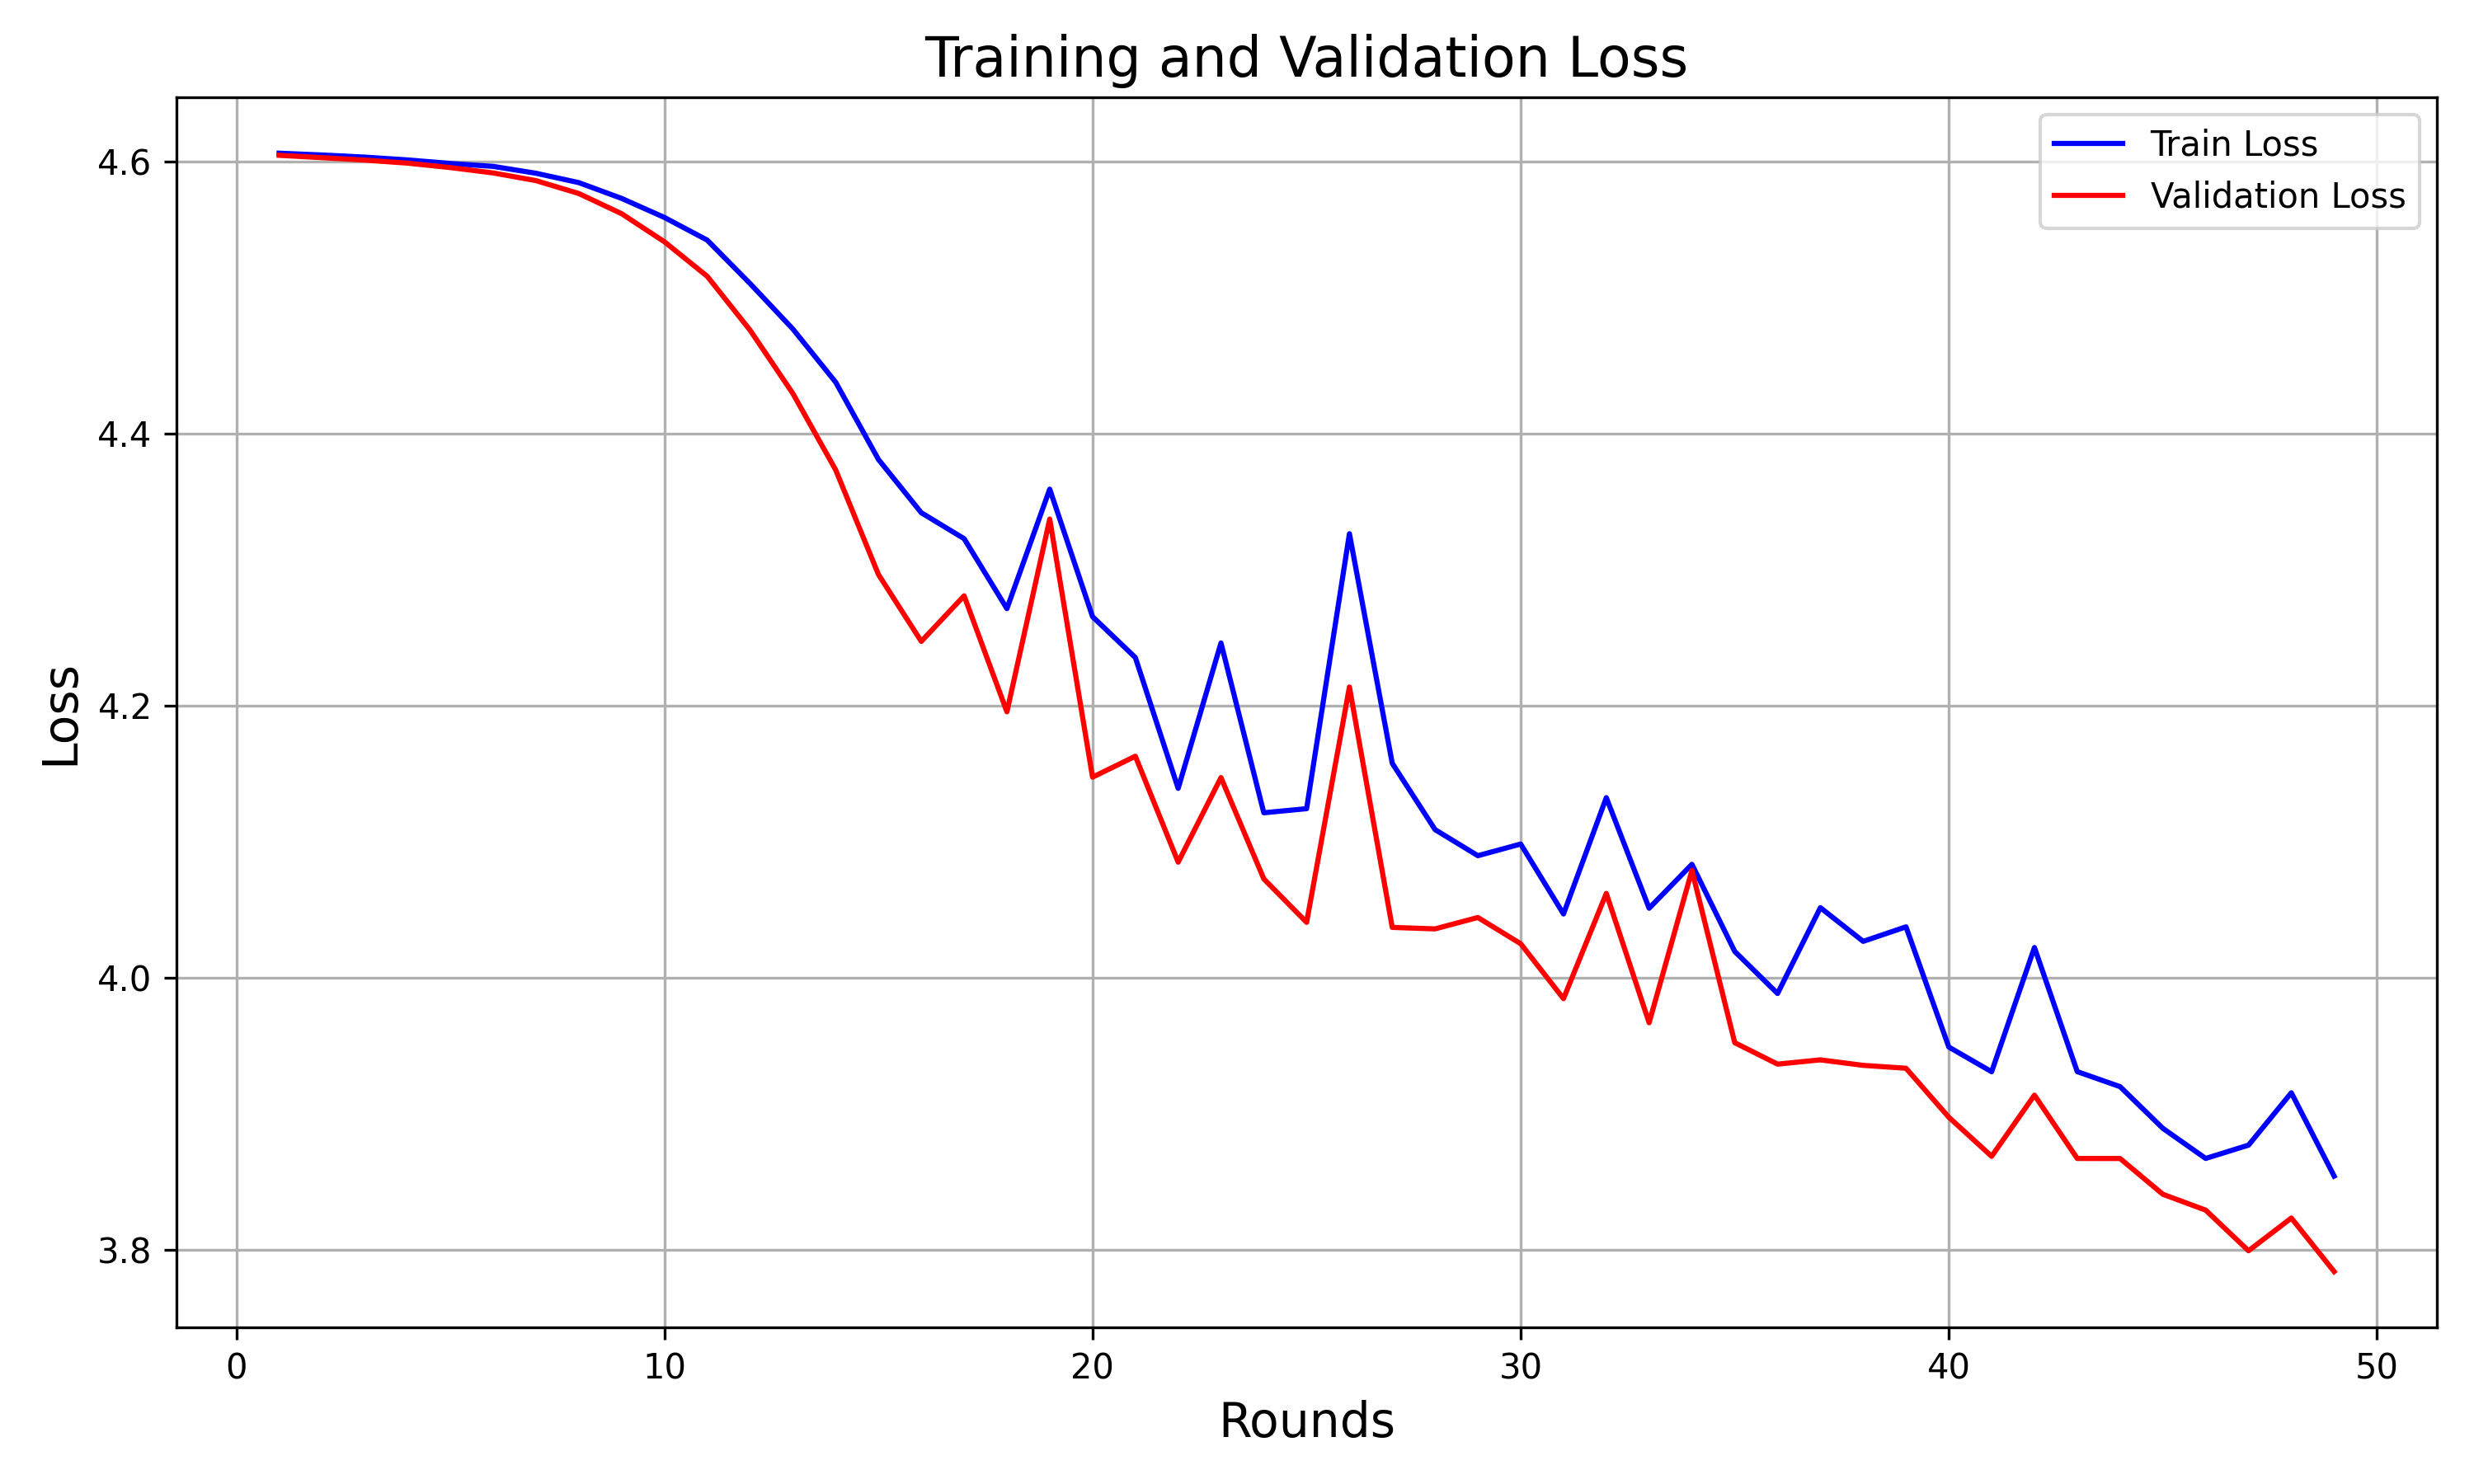 Training and Validation Loss
Train Loss
Validation Loss
4.6
4.4
4.2
4.0
3.8
Loss
0 10 20 30 40 50
Rounds